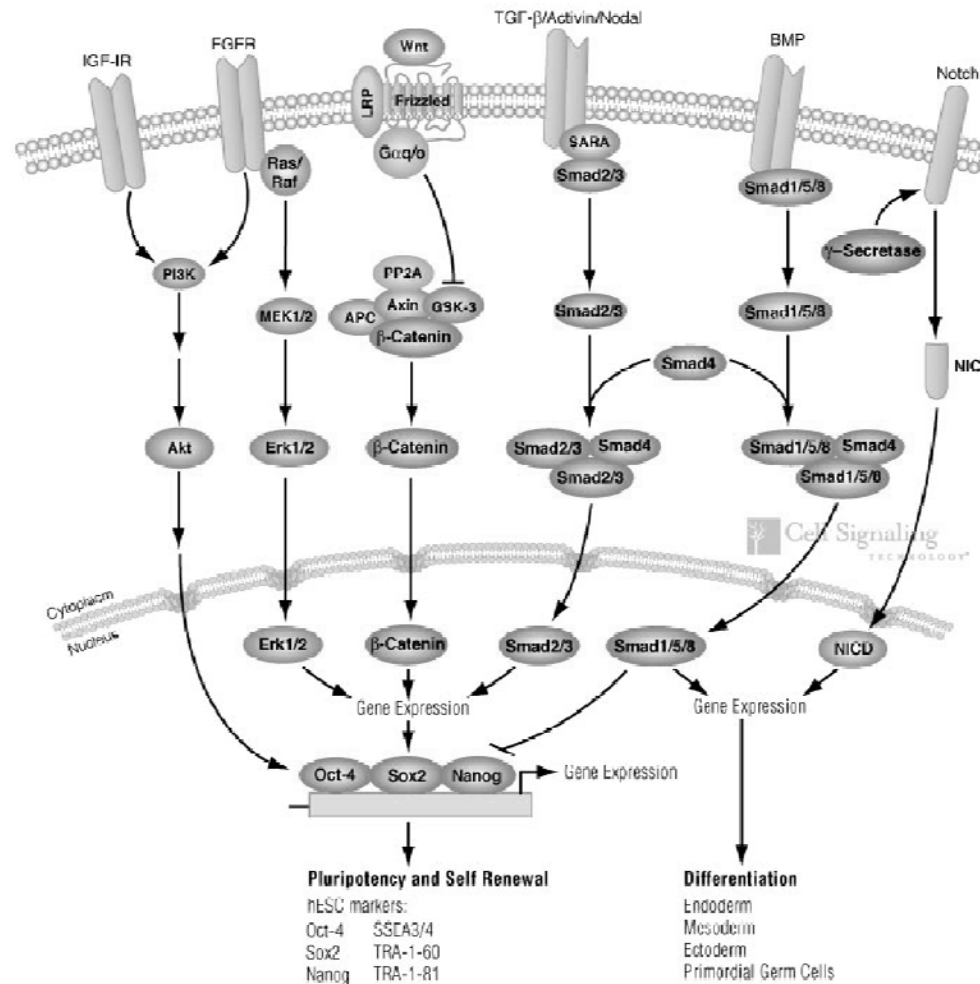 TGF-β/Activin/Nodal
BMP
IGF-IR
FGFR
Wnt
Notch
LRP
Frizzled
Gαq/o
SARA
Smad2/3
Ras/
Raf
Smad1/5/8
γ–Secretase
PI3K
PP2A
Axin
GSK-3
APC
β-Catenin
MEK1/2
Smad2/3
Smad1/5/8
Smad4
NIC
Akt
Erk1/2
β-Catenin
Smad2/3
Smad4
Smad2/3
Smad1/5/8
Smad4
Smad1/5/8
Cell Signaling
TECHNOLOGY®
Cytoplasm
Nucleus
Erk1/2
β-Catenin
Smad2/3
Smad1/5/8
NICD
Gene Expression
Gene Expression
Oct-4
Sox2
Nanog
Gene Expression
Pluripotency and Self Renewal
hESC markers:
Oct-4 SSEA3/4
Sox2 TRA-1-60
Nanog TRA-1-81
Differentiation
Endoderm
Mesoderm
Ectoderm
Primordial Germ Cells